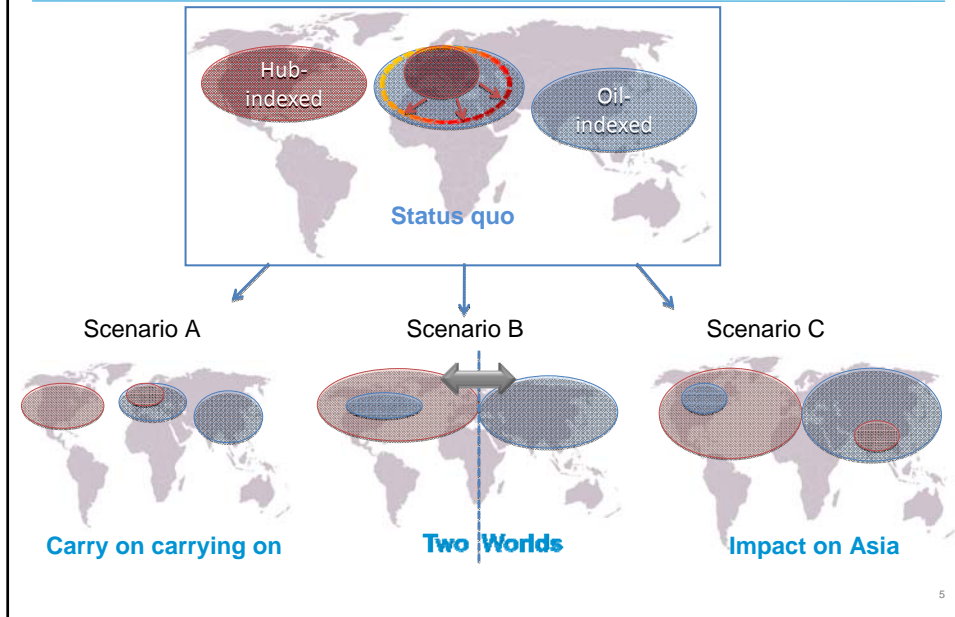 Hub-
indexed
Oil-
indexed
Status quo
Scenario A
Scenario B
Scenario C
Carry on carrying on
Two Worlds
Impact on Asia
5